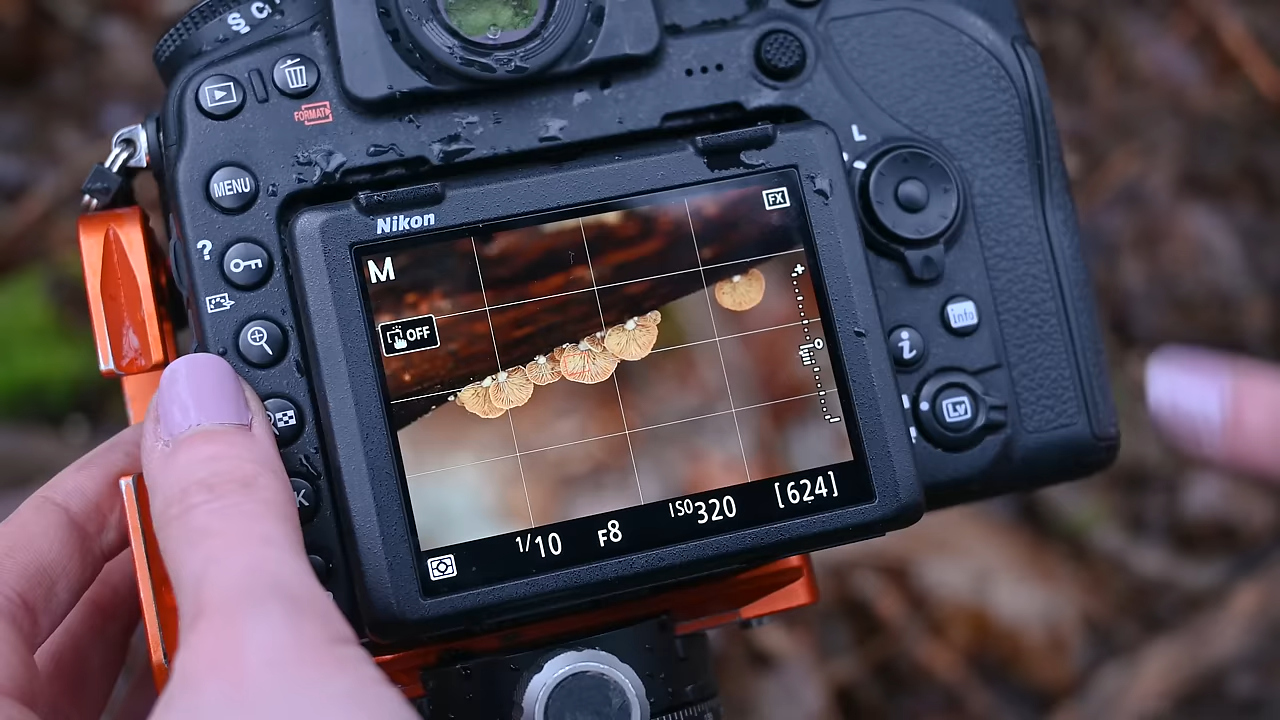 S
FORMAT
MENU
?
L
Nikon
FX
M
OFF
info
i
Lv
K
1/10 F8 ISO320 [624]